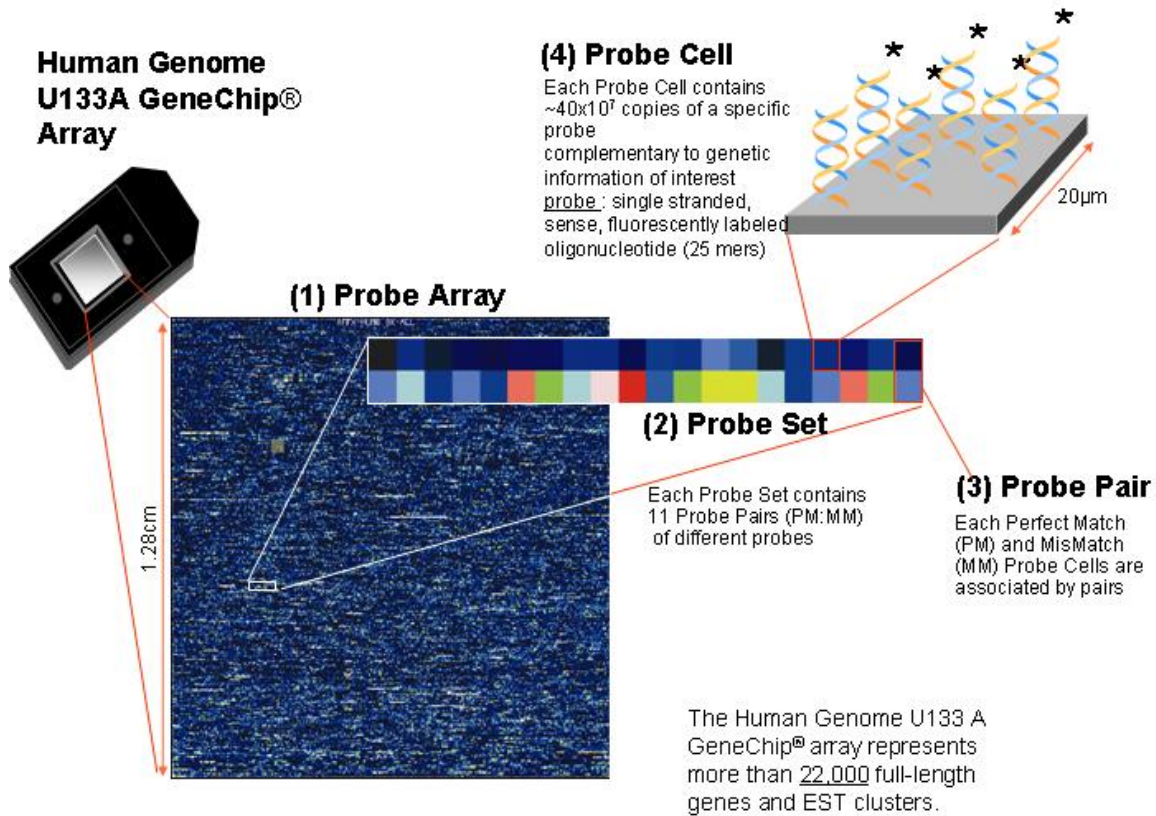 Human Genome
U133A GeneChip®
Array
(4) Probe Cell
Each Probe Cell contains
~40x10⁷ copies of a specific
probe
complementary to genetic
information of interest
probe : single stranded,
sense, fluorescently labeled
oligonucleotide (25 mers)
* * * * *
20µm
(1) Probe Array
1.28cm
(2) Probe Set
Each Probe Set contains
11 Probe Pairs (PM:MM)
of different probes
(3) Probe Pair
Each Perfect Match
(PM) and MisMatch
(MM) Probe Cells are
associated by pairs
The Human Genome U133 A
GeneChip® array represents
more than 22,000 full-length
genes and EST clusters.